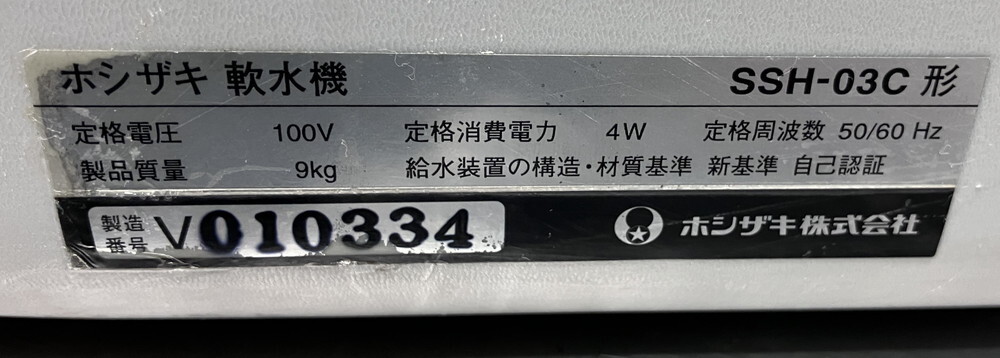 ホシザキ 軟水機 SSH-03C 形
定格電圧 100V 定格消費電力 4W 定格周波数 50/60 Hz
製品質量 9kg 給水装置の構造・材質基準 新基準 自己認証
製造番号 V010334 ホシザキ株式会社